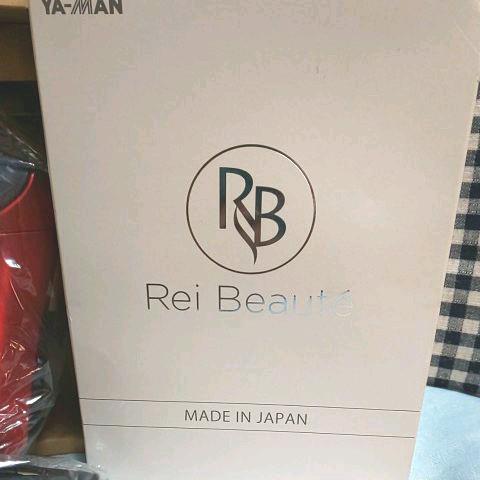 YA-MAN
RB
Rei Beauté
MADE IN JAPAN